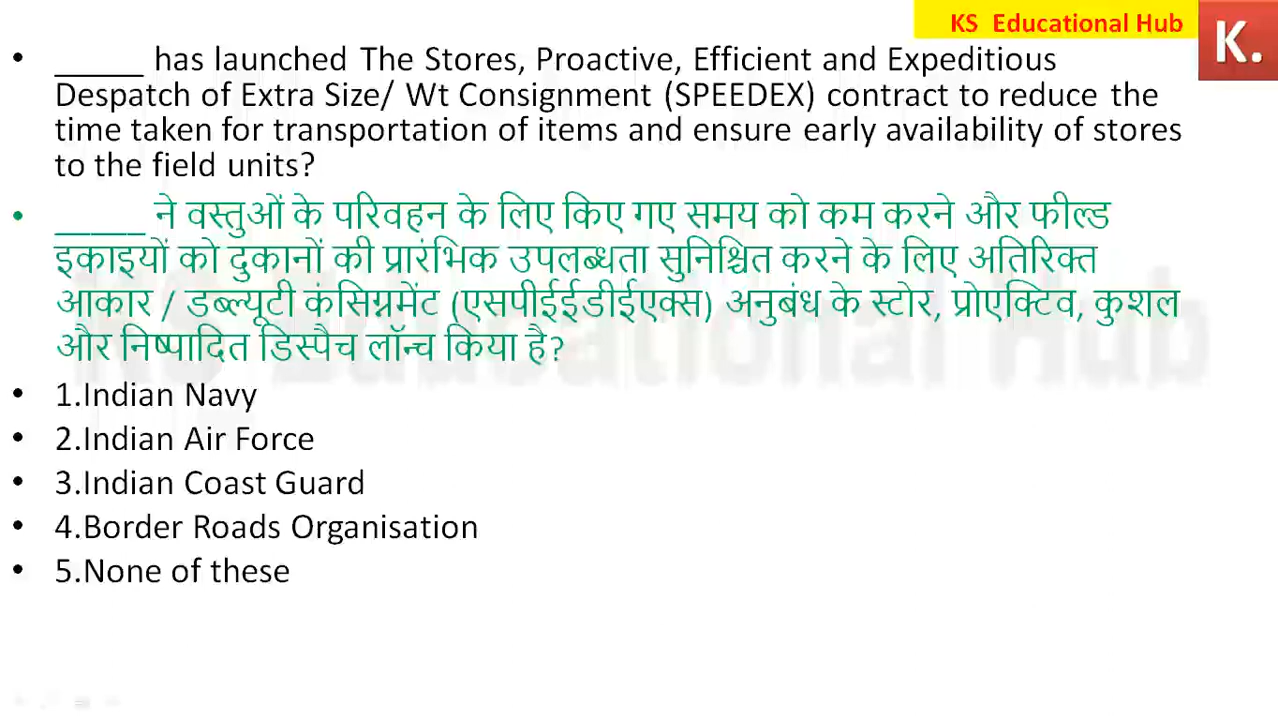 KS Educational Hub
K.
• _____ has launched The Stores, Proactive, Efficient and Expeditious
Despatch of Extra Size/ Wt Consignment (SPEEDEX) contract to reduce the
time taken for transportation of items and ensure early availability of stores
to the field units?
• _____ ने वस्तुओं के परिवहन के लिए किए गए समय को कम करने और फील्ड
इकाइयों को दुकानों की प्रारंभिक उपलब्धता सुनिश्चित करने के लिए अतिरिक्त
आकार / डब्ल्यूटी कंसिग्नमेंट (एसपीईईडीईएक्स) अनुबंध के स्टोर, प्रोएक्टिव, कुशल
और निष्पादित डिस्पैच लॉन्च किया है?
• 1.Indian Navy
• 2.Indian Air Force
• 3.Indian Coast Guard
• 4.Border Roads Organisation
• 5.None of these
KS Educational Hub